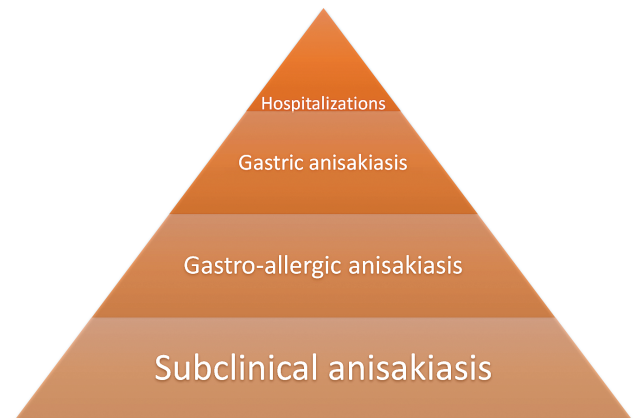 Hospitalizations
Gastric anisakiasis
Gastro-allergic anisakiasis
Subclinical anisakiasis